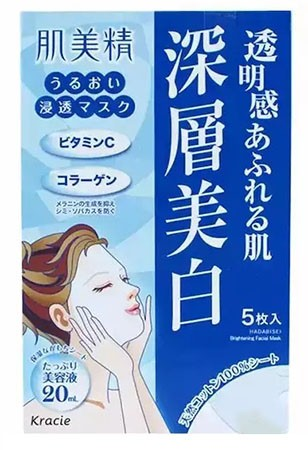 肌美精
うるおい
浸透マスク
ビタミンC
コラーゲン
メラニンの生成を抑え
シミ・ソバカスを防ぐ
透明感あふれる肌
深層美白
5枚入
HADABISEI
Brightening Facial Mask
たっぷり
美容液
20mL
天然コットン100%シート
Kracie